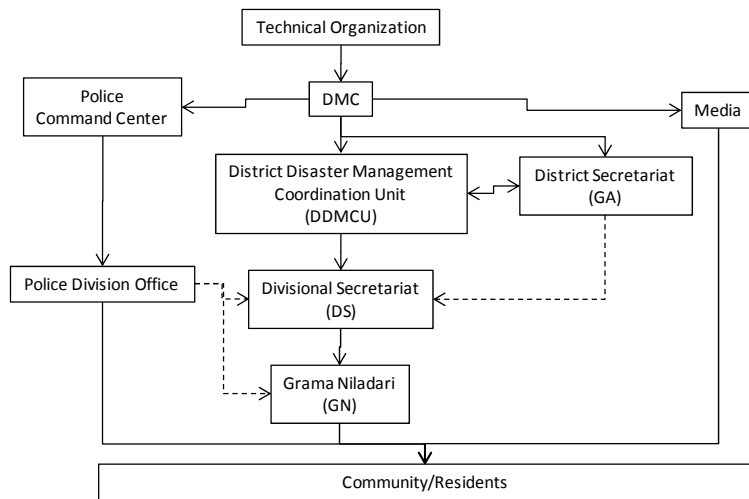 Technical Organization
Police
Command Center
DMC
Media
District Disaster Management
Coordination Unit
(DDMCU)
District Secretariat
(GA)
Police Division Office
Divisional Secretariat
(DS)
Grama Niladari
(GN)
Community/Residents